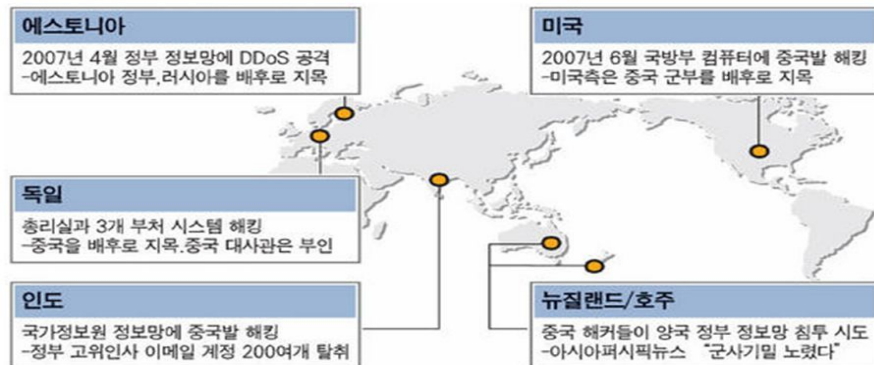 에스토니아
2007년 4월 정부 정보망에 DDoS 공격
-에스토니아 정부,러시아를 배후로 지목
미국
2007년 6월 국방부 컴퓨터에 중국발 해킹
-미국측은 중국 군부를 배후로 지목
독일
총리실과 3개 부처 시스템 해킹
-중국을 배후로 지목.중국 대사관은 부인
인도
국가정보원 정보망에 중국발 해킹
-정부 고위인사 이메일 계정 200여개 탈취
뉴질랜드/호주
중국 해커들이 양국 정부 정보망 침투 시도
-아시아퍼시픽뉴스 “군사기밀 노렸다”